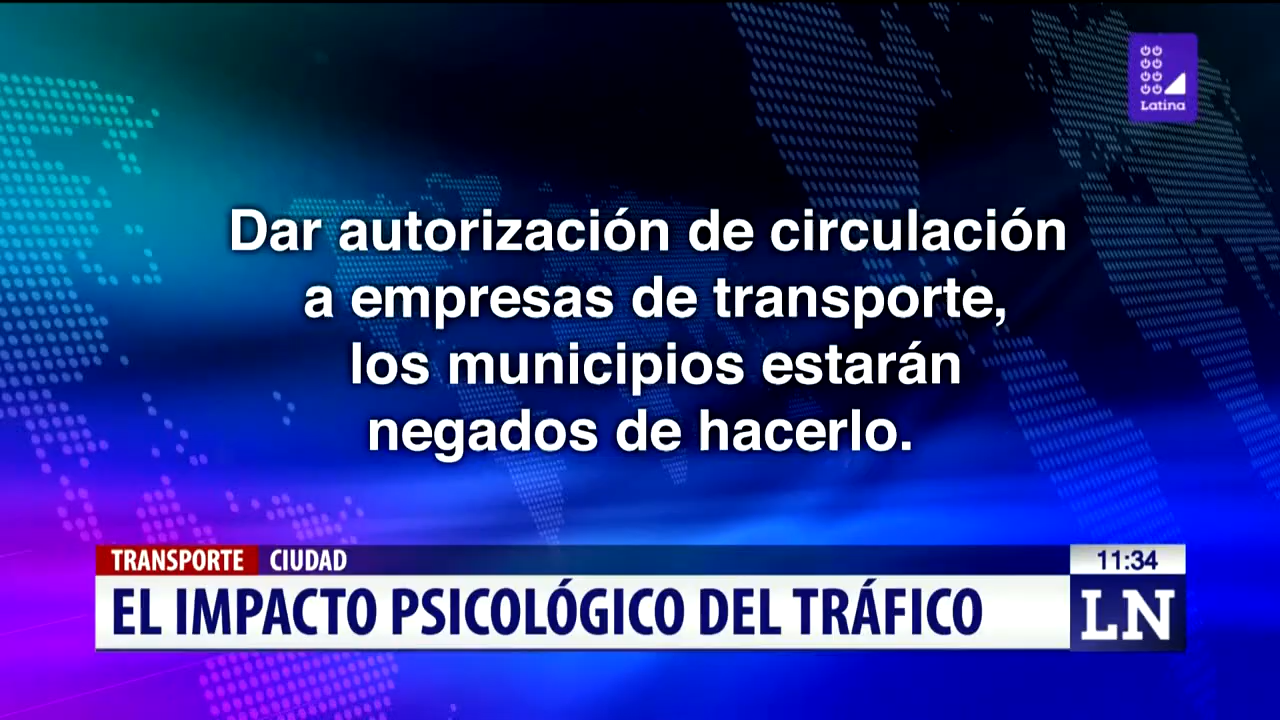 Latina
Dar autorización de circulación
a empresas de transporte,
los municipios estarán
negados de hacerlo.
TRANSPORTE CIUDAD
11:34
EL IMPACTO PSICOLÓGICO DEL TRÁFICO
LN